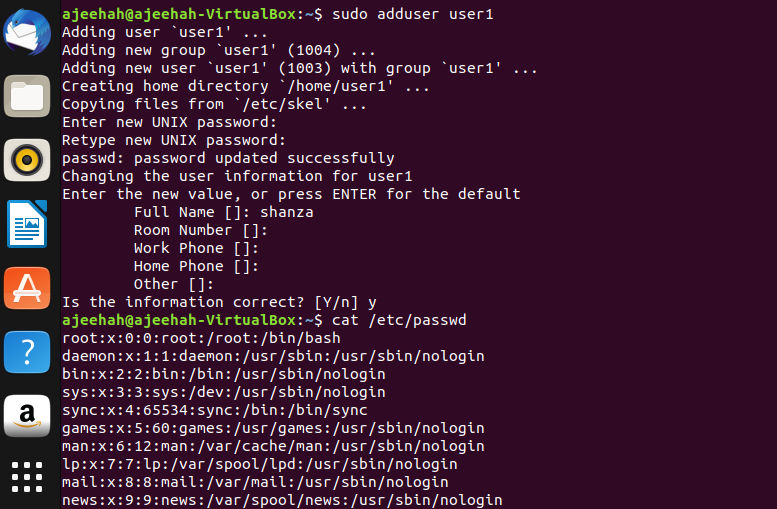 ajeehah@ajeehah-VirtualBox:~$ sudo adduser user1
Adding user `user1' ...
Adding new group `user1' (1004) ...
Adding new user `user1' (1003) with group `user1' ...
Creating home directory `/home/user1' ...
Copying files from `/etc/skel' ...
Enter new UNIX password:
Retype new UNIX password:
passwd: password updated successfully
Changing the user information for user1
Enter the new value, or press ENTER for the default
        Full Name []: shanza
        Room Number []:
        Work Phone []:
        Home Phone []:
        Other []:
Is the information correct? [Y/n] y
ajeehah@ajeehah-VirtualBox:~$ cat /etc/passwd
root:x:0:0:root:/root:/bin/bash
daemon:x:1:1:daemon:/usr/sbin:/usr/sbin/nologin
bin:x:2:2:bin:/bin:/usr/sbin/nologin
sys:x:3:3:sys:/dev:/usr/sbin/nologin
sync:x:4:65534:sync:/bin:/bin/sync
games:x:5:60:games:/usr/games:/usr/sbin/nologin
man:x:6:12:man:/var/cache/man:/usr/sbin/nologin
lp:x:7:7:lp:/var/spool/lpd:/usr/sbin/nologin
mail:x:8:8:mail:/var/mail:/usr/sbin/nologin
news:x:9:9:news:/var/spool/news:/usr/sbin/nologin